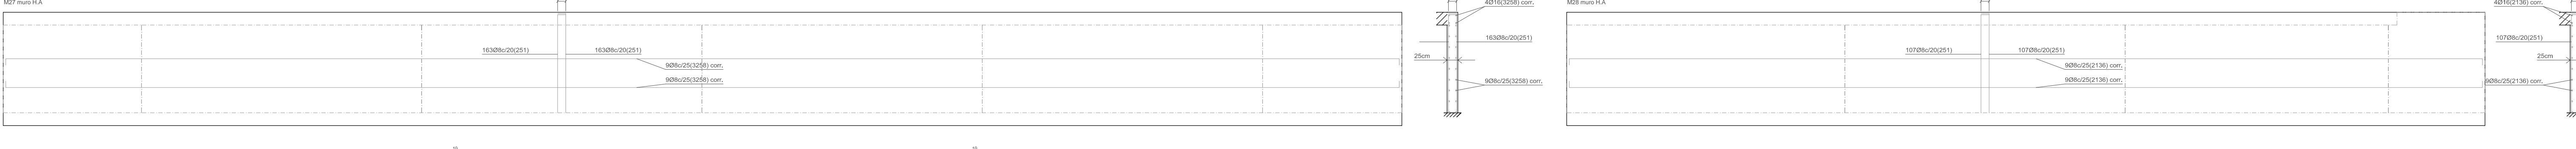 M27 muro H.A
163Ø8c/20(251)
163Ø8c/20(251)
9Ø8c/25(3258) corr.
9Ø8c/25(3258) corr.
4Ø16(3258) corr.
163Ø8c/20(251)
25cm
9Ø8c/25(3258) corr.
M28 muro H.A
107Ø8c/20(251)
107Ø8c/20(251)
9Ø8c/25(2136) corr.
9Ø8c/25(2136) corr.
4Ø16(2136) corr.
107Ø8c/20(251)
25cm
9Ø8c/25(2136) corr.